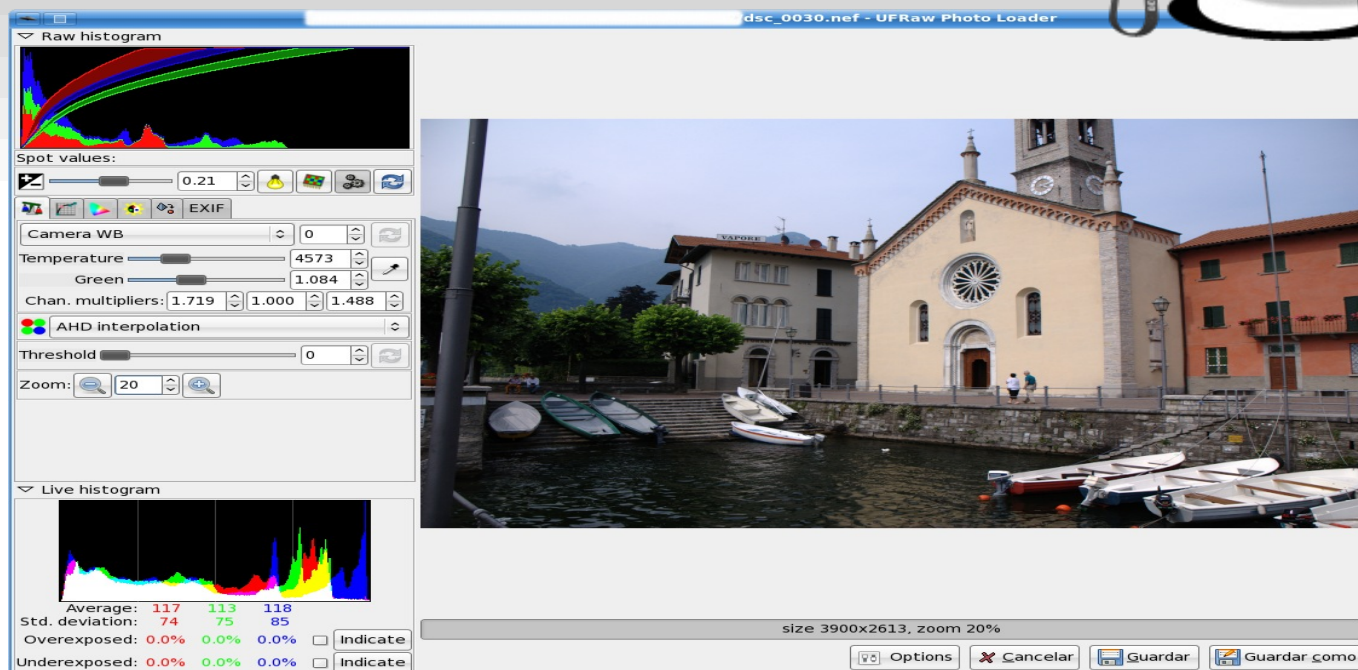 dsc_0030.nef - UFRaw Photo Loader
Raw histogram
Spot values:
0.21
EXIF
Camera WB 0
Temperature 4573
Green 1.084
Chan. multipliers: 1.719 1.000 1.488
AHD interpolation
Threshold 0
Zoom: 20
Live histogram
Average: 117 113 118
Std. deviation: 74 75 85
Overexposed: 0.0% 0.0% 0.0% Indicate
Underexposed: 0.0% 0.0% 0.0% Indicate
VAPORE
size 3900x2613, zoom 20%
Options Cancelar Guardar Guardar como